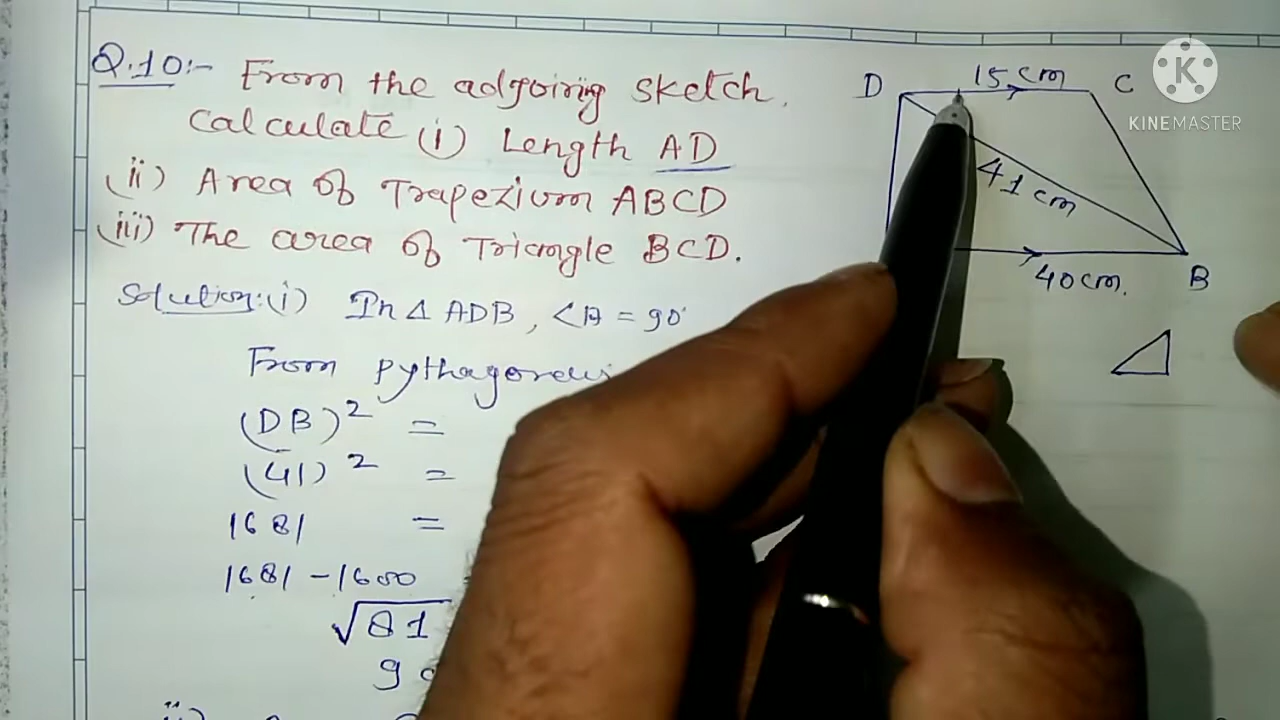 Q.10:- From the adjoining sketch.
Calculate (i) Length AD
(ii) Area of Trapezium ABCD
(iii) The area of Triangle BCD.
Solution:(i) In △ ADB, <A = 90°
From pythagoreus
(DB)² =
(41)² =
1681 =
1681 - 1600
√81
9 c
ii)
D 15 cm C
41 cm
40 cm. B
K
KINEMASTER